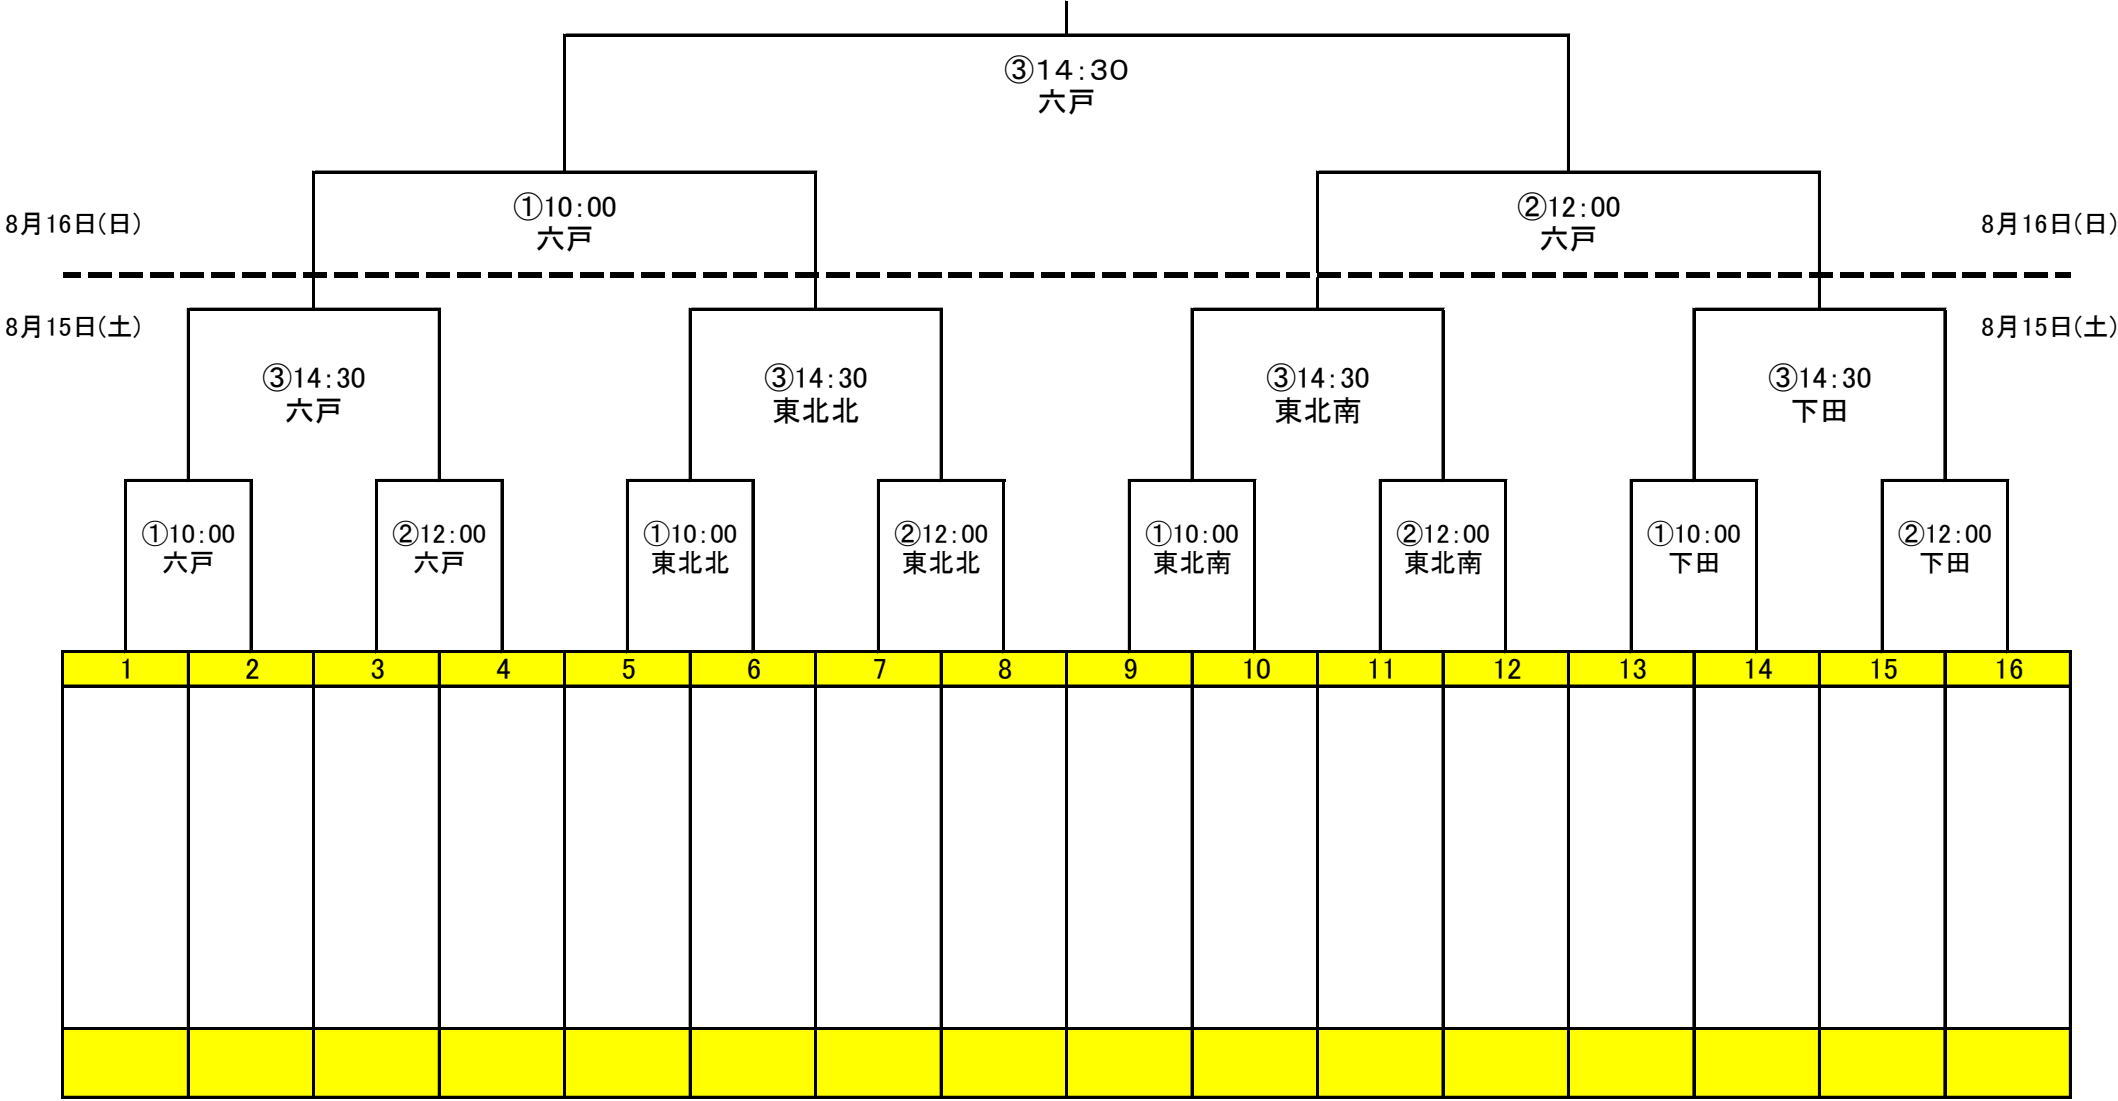 ③14:30
六戸
①10:00
六戸
②12:00
六戸
8月16日(日)
8月16日(日)
8月15日(土)
8月15日(土)
③14:30
六戸
③14:30
東北北
③14:30
東北南
③14:30
下田
①10:00
六戸
②12:00
六戸
①10:00
東北北
②12:00
東北北
①10:00
東北南
②12:00
東北南
①10:00
下田
②12:00
下田
1 2 3 4 5 6 7 8 9 10 11 12 13 14 15 16